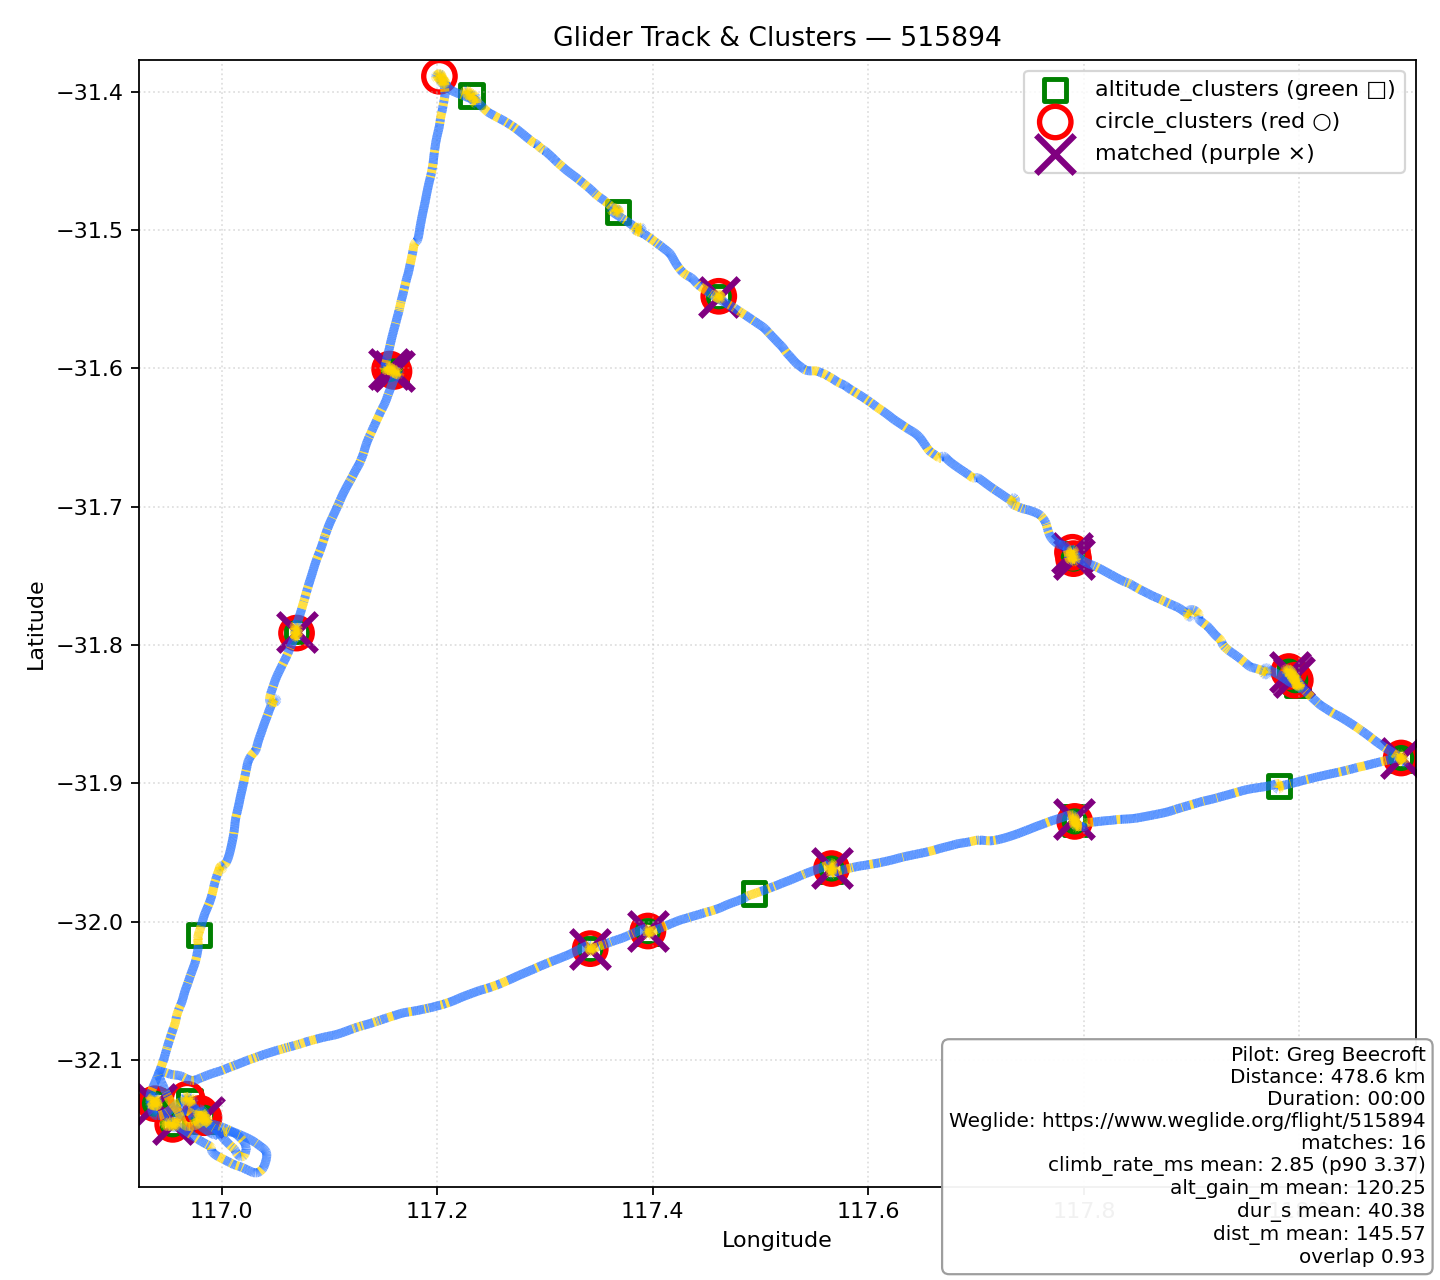 Glider Track & Clusters — 515894
altitude_clusters (green □)
circle_clusters (red ○)
matched (purple ×)
Latitude
−31.4
−31.5
−31.6
−31.7
−31.8
−31.9
−32.0
−32.1
117.0
117.2
117.4
117.6
117.8
Longitude
Pilot: Greg Beecroft
Distance: 478.6 km
Duration: 00:00
Weglide: https://www.weglide.org/flight/515894
matches: 16
climb_rate_ms mean: 2.85 (p90 3.37)
alt_gain_m mean: 120.25
dur_s mean: 40.38
dist_m mean: 145.57
overlap 0.93